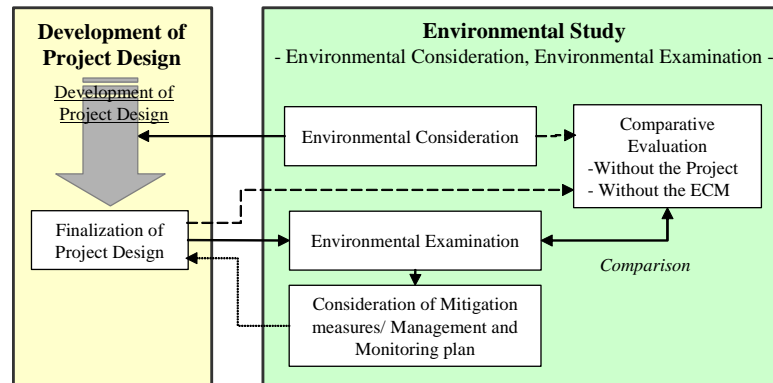 Development of
Project Design
Development of
Project Design
Finalization of
Project Design
Environmental Study
- Environmental Consideration, Environmental Examination -
Environmental Consideration
Comparative
Evaluation
-Without the Project
- Without the ECM
Environmental Examination
Comparison
Consideration of Mitigation
measures/ Management and
Monitoring plan